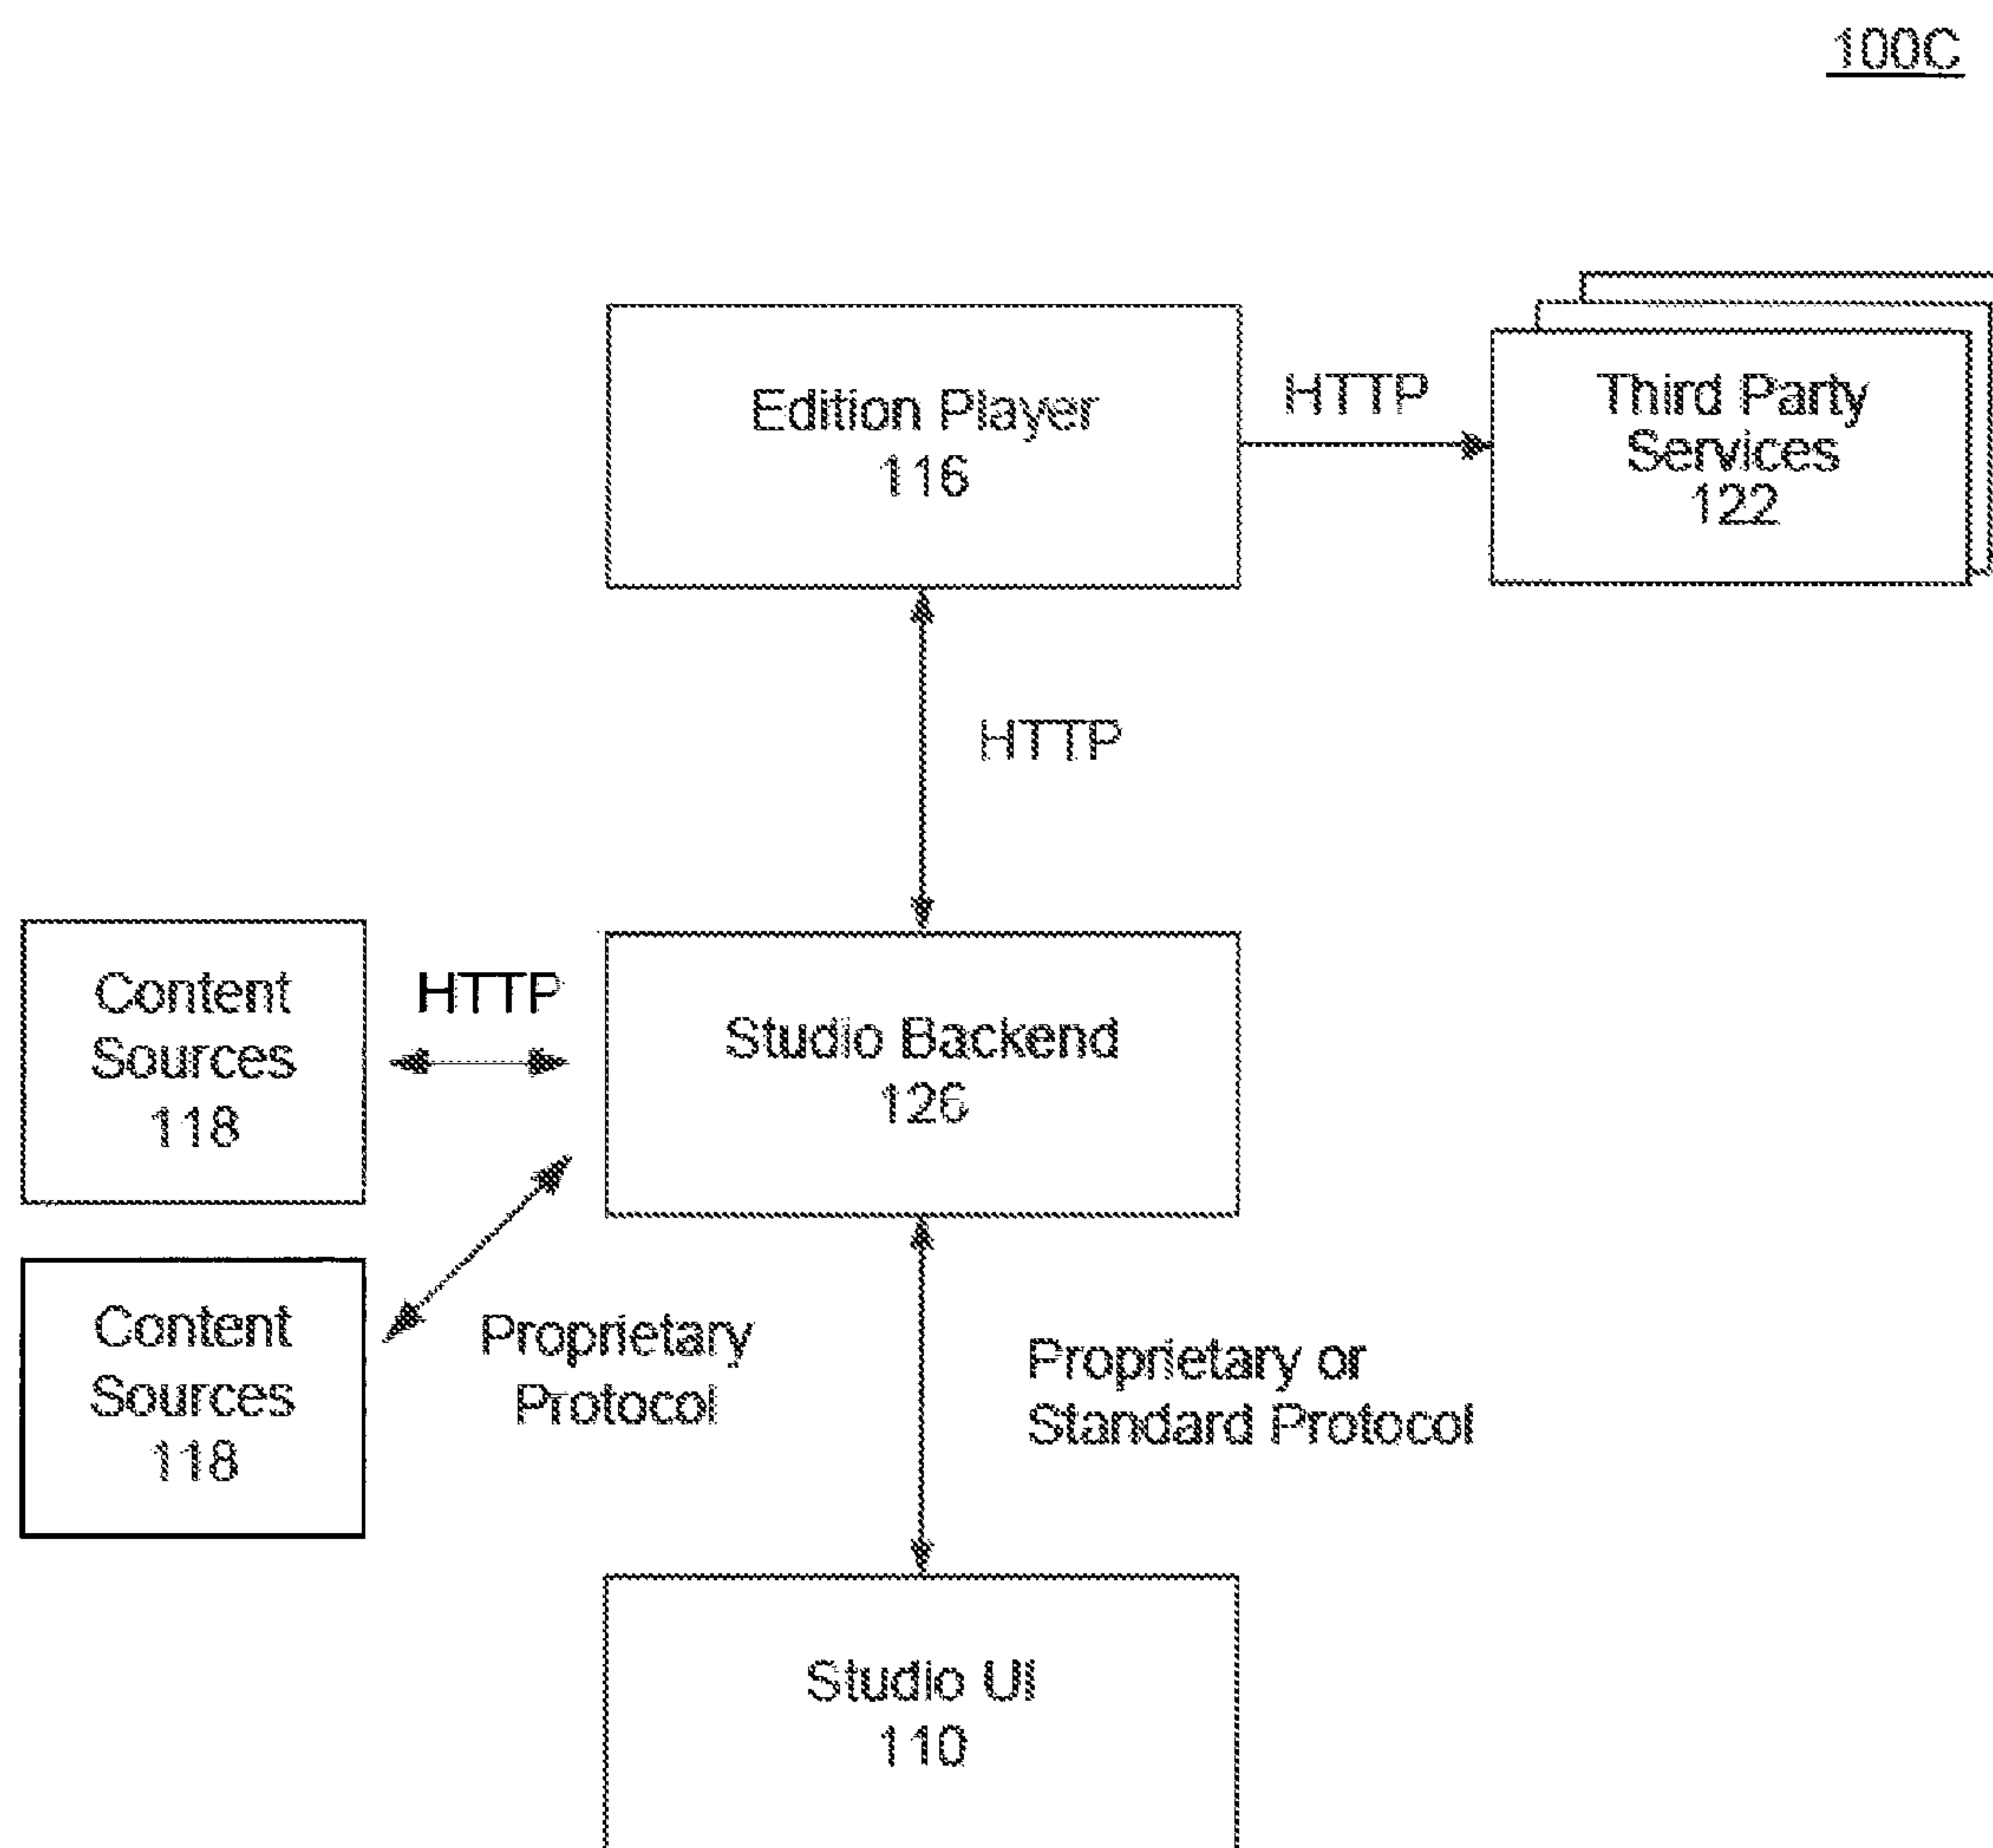 100C
Edition Player
116
HTTP
Third Party
Services
122
HTTP
Content
Sources
118
HTTP
Studio Backend
126
Content
Sources
118
Proprietary
Protocol
Proprietary or
Standard Protocol
Studio UI
110